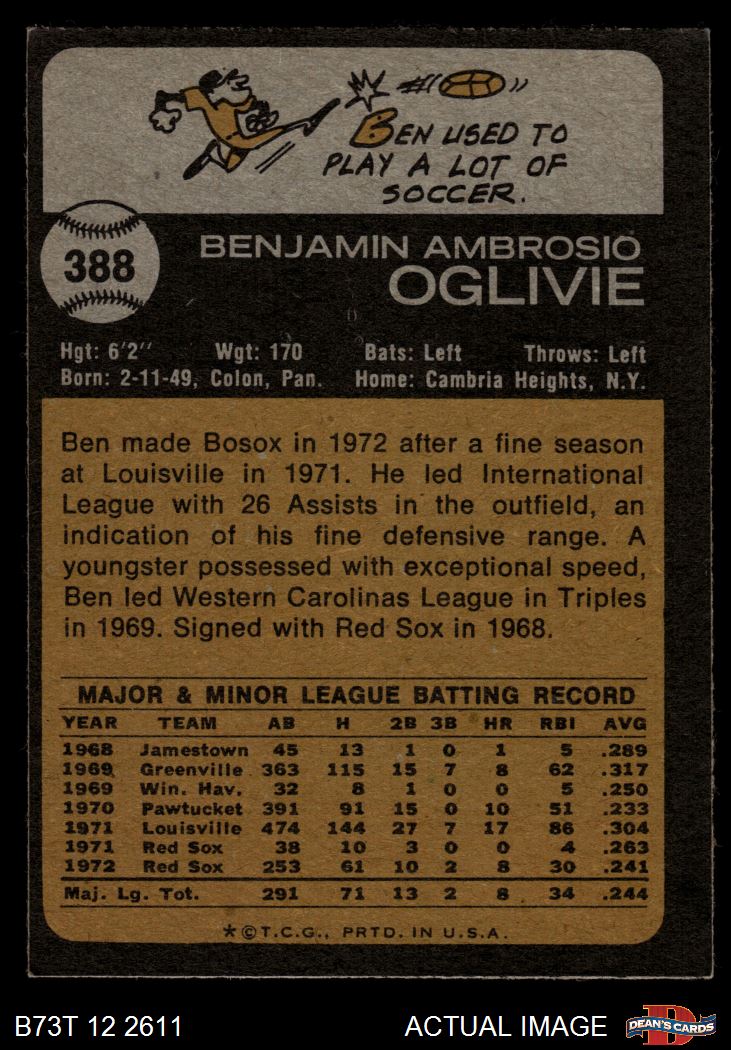 BEN USED TO
PLAY A LOT OF
SOCCER.
388
BENJAMIN AMBROSIO
OGLIVIE
Hgt: 6'2" Wgt: 170 Bats: Left Throws: Left
Born: 2-11-49, Colon, Pan. Home: Cambria Heights, N.Y.
Ben made Bosox in 1972 after a fine season
at Louisville in 1971. He led International
League with 26 Assists in the outfield, an
indication of his fine defensive range. A
youngster possessed with exceptional speed,
Ben led Western Carolinas League in Triples
in 1969. Signed with Red Sox in 1968.
MAJOR & MINOR LEAGUE BATTING RECORD
YEAR TEAM AB H 2B 3B HR RBI AVG
1968 Jamestown 45 13 1 0 1 5 .289
1969 Greenville 363 115 15 7 8 62 .317
1969 Win. Hav. 32 8 1 0 0 5 .250
1970 Pawtucket 391 91 15 0 10 51 .233
1971 Louisville 474 144 27 7 17 86 .304
1971 Red Sox 38 10 3 0 0 4 .263
1972 Red Sox 253 61 10 2 8 30 .241
Maj. Lg. Tot. 291 71 13 2 8 34 .244
*©T.C.G., PRTD. IN U.S.A.
B73T 12 2611 ACTUAL IMAGE DEAN'S CARDS